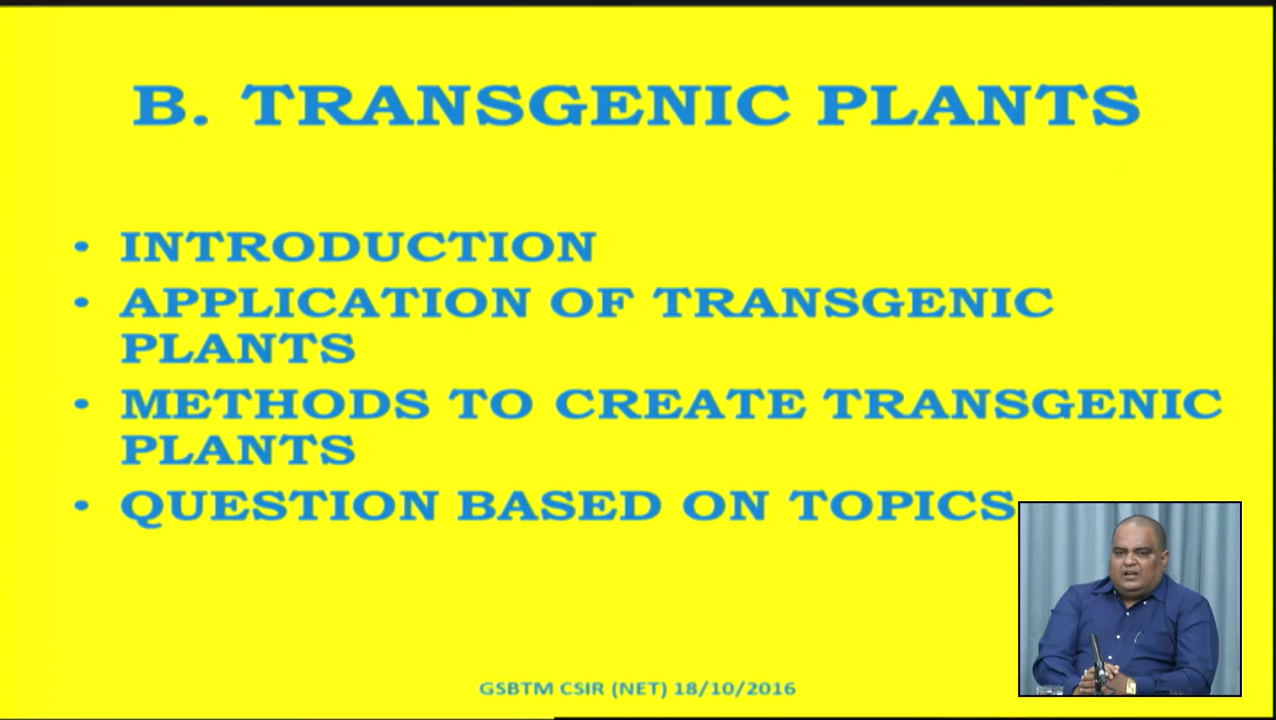 B. TRANSGENIC PLANTS
• INTRODUCTION
• APPLICATION OF TRANSGENIC
PLANTS
• METHODS TO CREATE TRANSGENIC
PLANTS
• QUESTION BASED ON TOPICS
GSBTM CSIR (NET) 18/10/2016